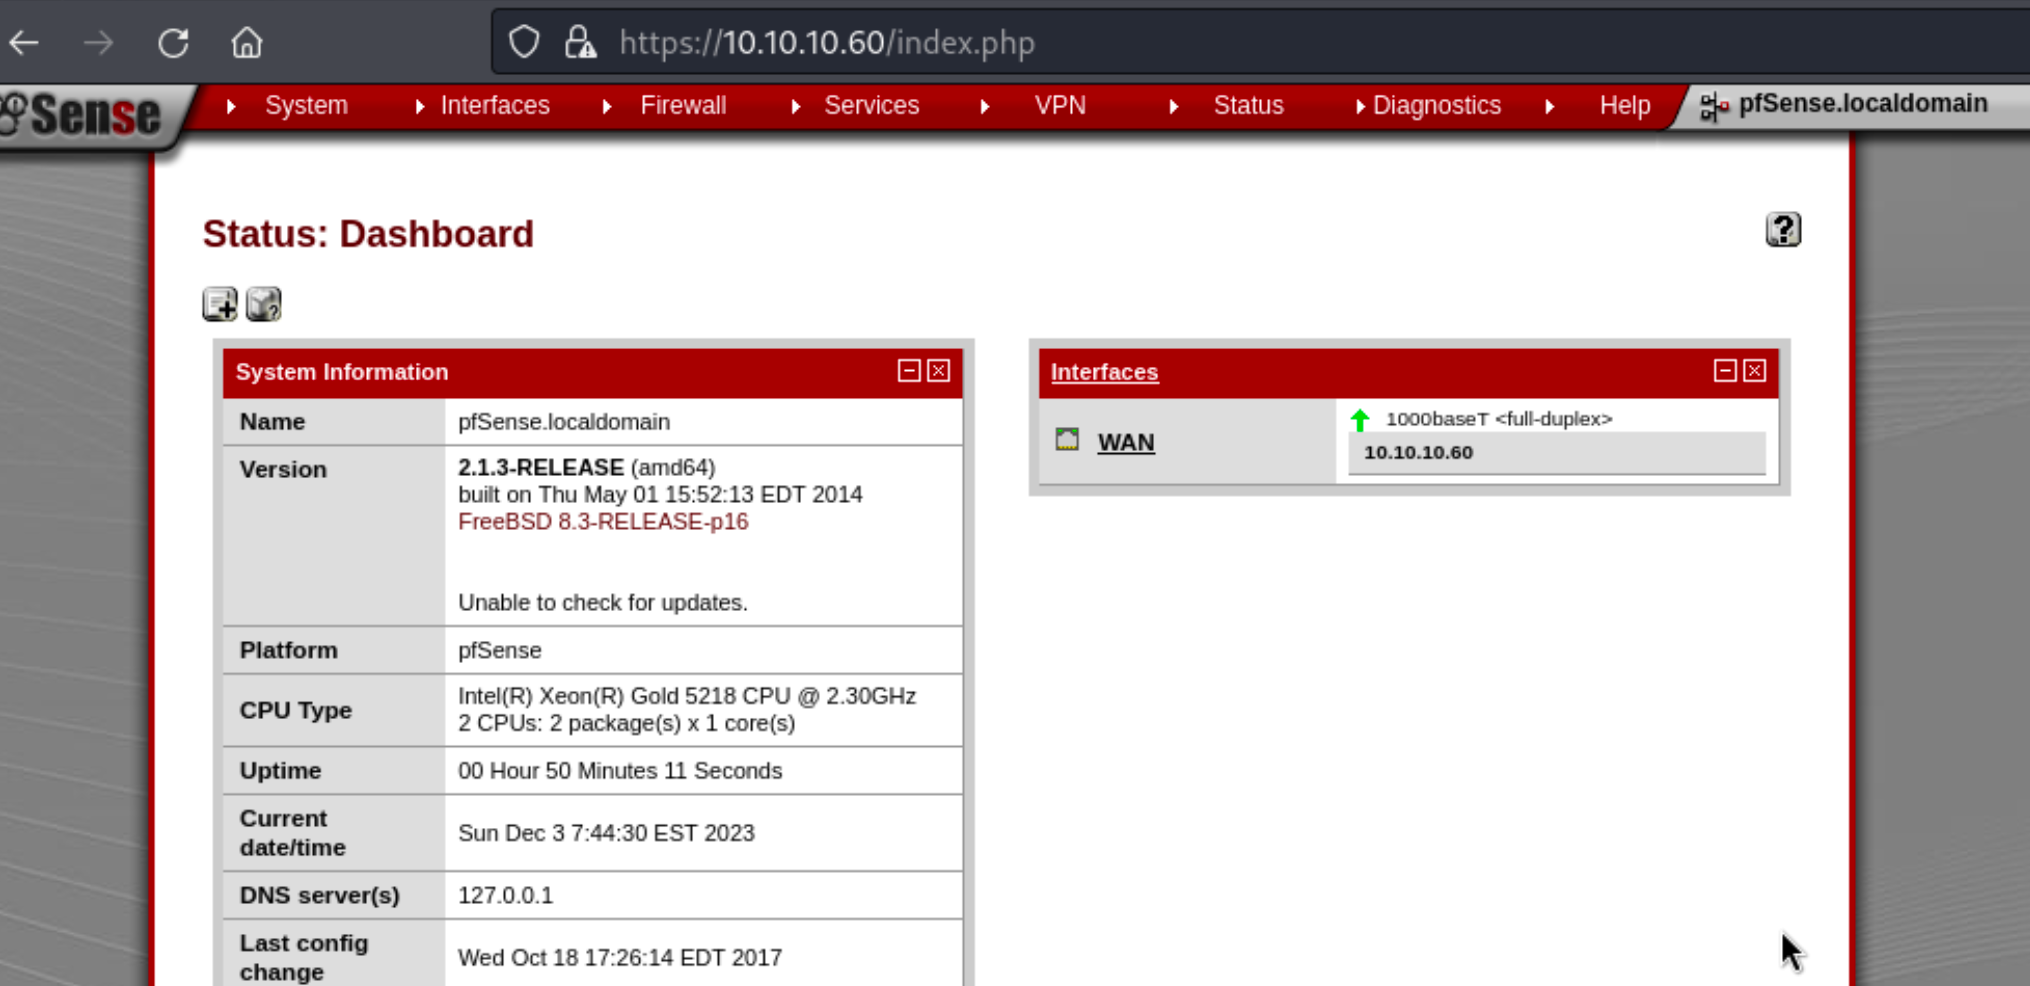 https://10.10.10.60/index.php
Sense
System
Interfaces
Firewall
Services
VPN
Status
Diagnostics
Help
pfSense.localdomain
Status: Dashboard
System Information
Name
pfSense.localdomain
Version
2.1.3-RELEASE (amd64)
built on Thu May 01 15:52:13 EDT 2014
FreeBSD 8.3-RELEASE-p16
Unable to check for updates.
Platform
pfSense
CPU Type
Intel(R) Xeon(R) Gold 5218 CPU @ 2.30GHz
2 CPUs: 2 package(s) x 1 core(s)
Uptime
00 Hour 50 Minutes 11 Seconds
Current
date/time
Sun Dec 3 7:44:30 EST 2023
DNS server(s)
127.0.0.1
Last config
change
Wed Oct 18 17:26:14 EDT 2017
Interfaces
WAN
1000baseT <full-duplex>
10.10.10.60